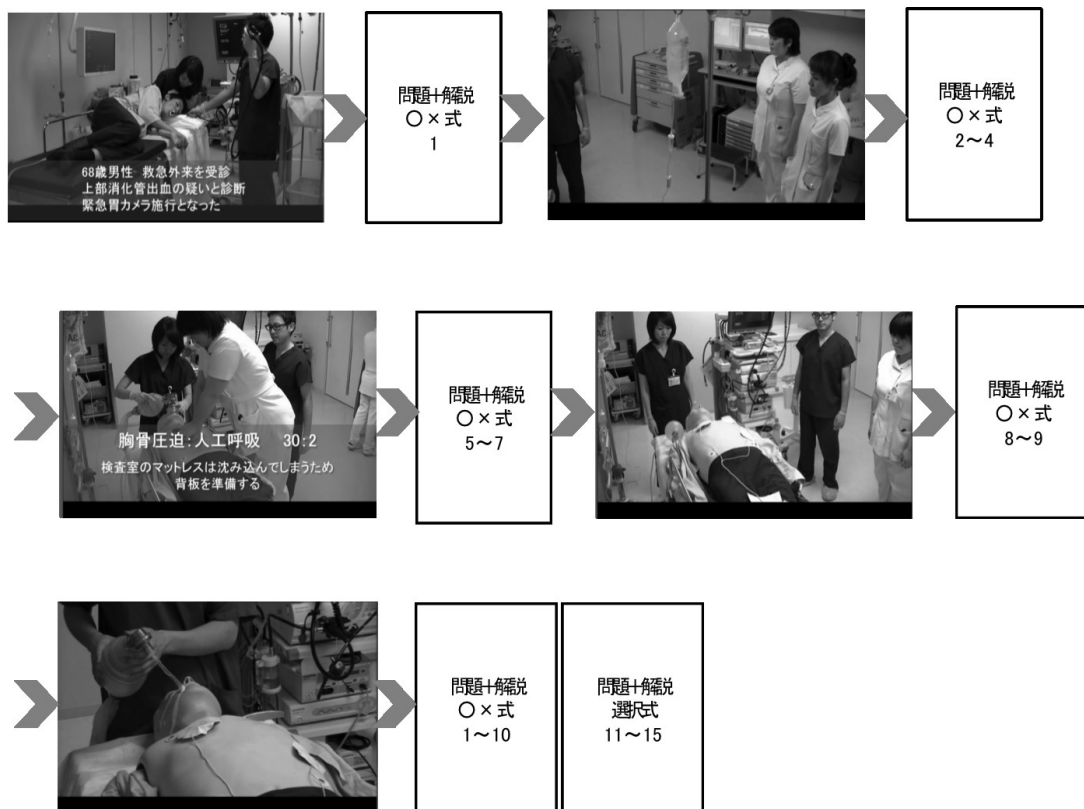 68歳男性 救急外来を受診
上部消化管出血の疑いと診断
緊急胃カメラ施行となった
問題+解説
○×式
1
問題+解説
○×式
2～4
胸骨圧迫:人工呼吸 30:2
検査室のマットレスは沈み込んでしまうため
背板を準備する
問題+解説
○×式
5～7
問題+解説
○×式
8～9
問題+解説
○×式
1～10
問題+解説
選択式
11～15